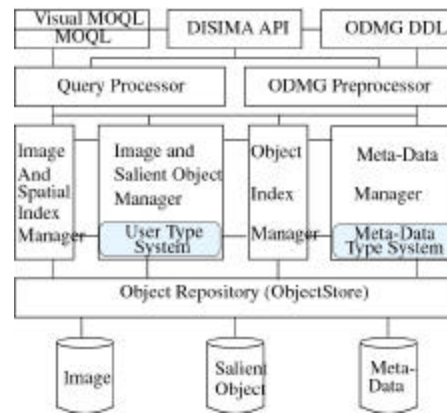 Visual MOQL
MOQL
DISIMA API
ODMG DDL
Query Processor
ODMG Preprocessor
Image
And
Spatial
Index
Manager
Image and
Salient Object
Manager
User Type
System
Object
Index
Manager
Meta-Data
Manager
Meta-Data
Type System
Object Repository (ObjectStore)
Image
Salient
Object
Meta-
Data